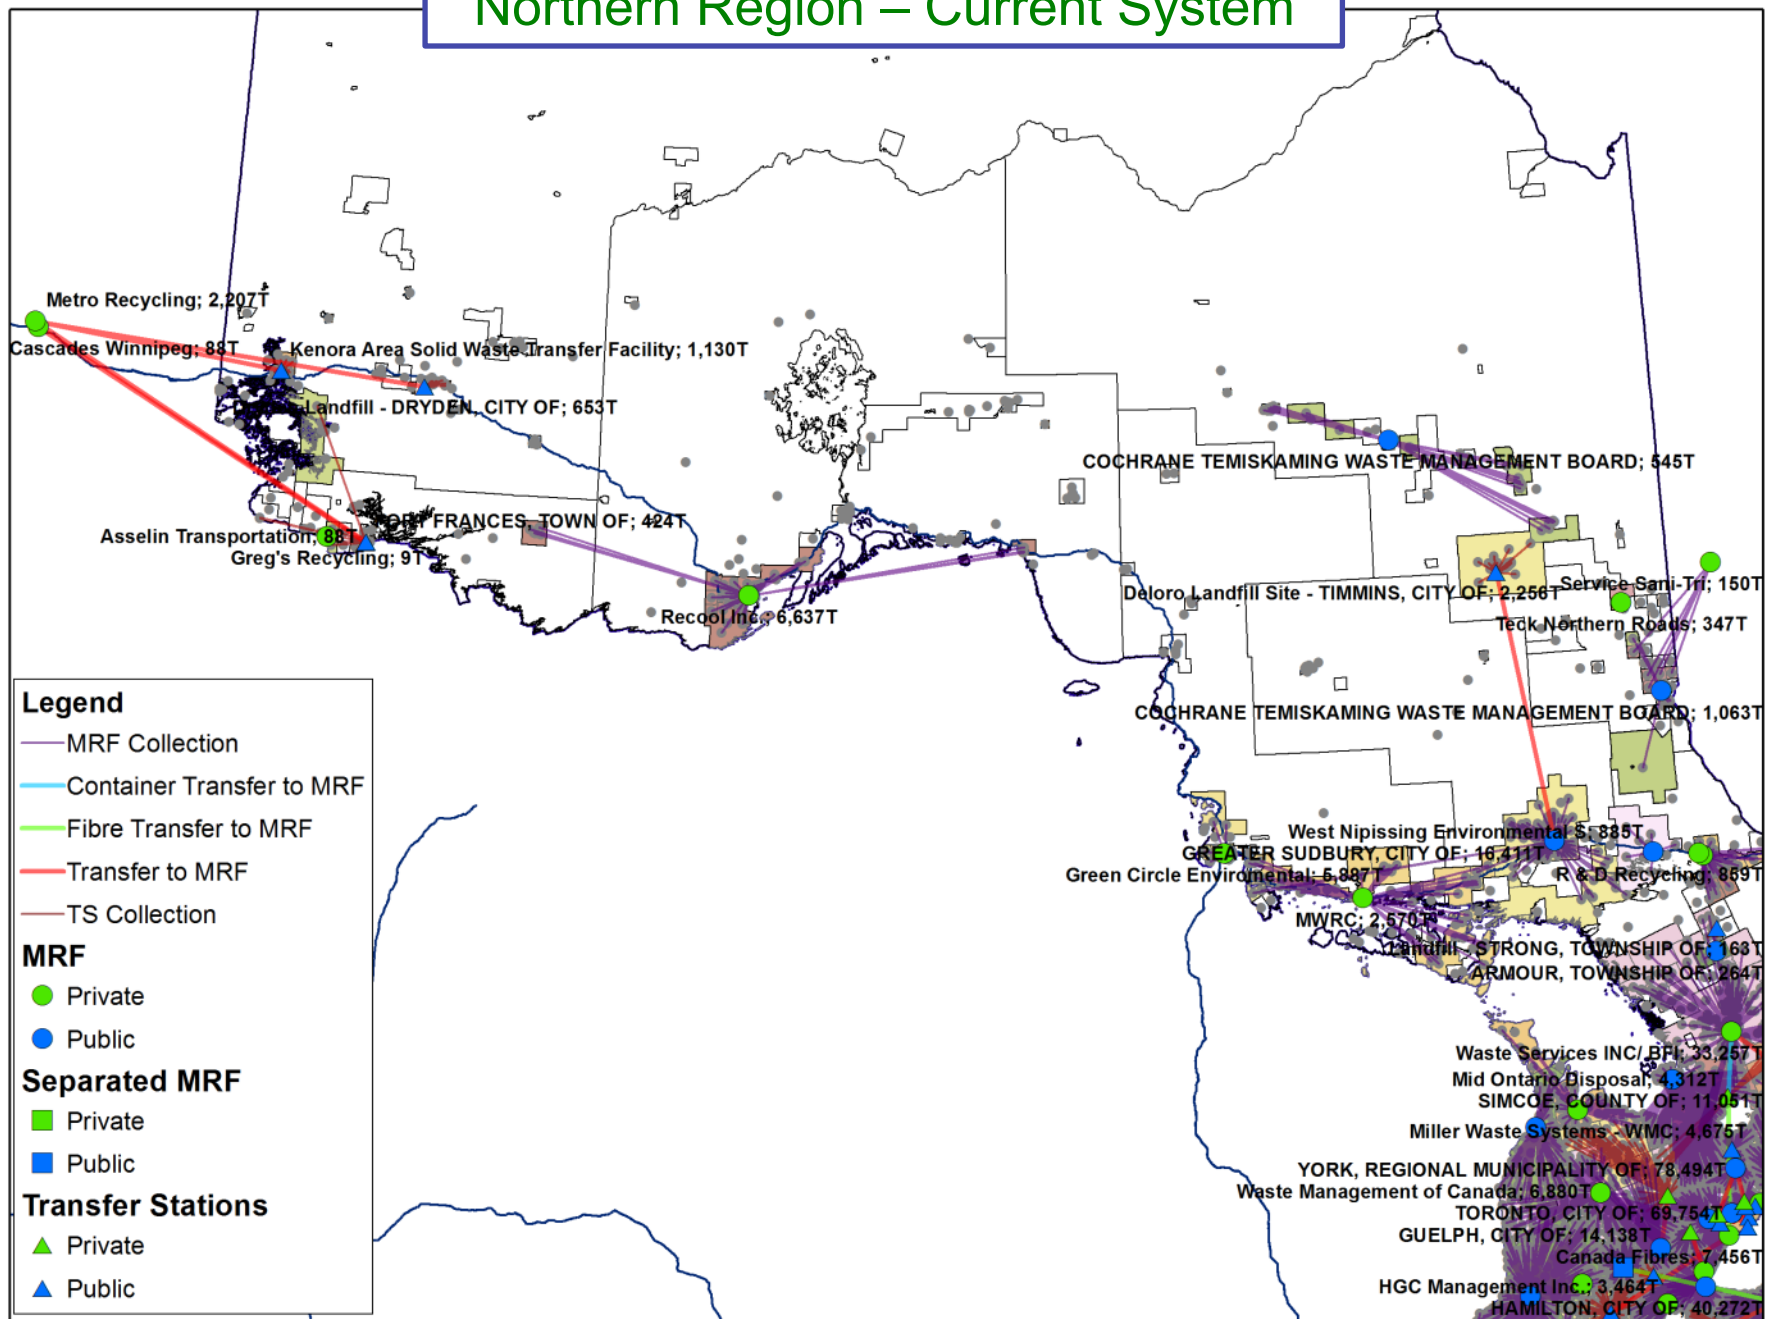 Northern Region – Current System
Metro Recycling; 2,207T
Cascades Winnipeg; 88T
Kenora Area Solid Waste Transfer Facility; 1,130T
Landfill - DRYDEN, CITY OF; 653T
COCHRANE TEMISKAMING WASTE MANAGEMENT BOARD; 545T
FORT FRANCES, TOWN OF; 424T
Asselin Transportation; 88T
Greg's Recycling; 9T
Service Sani-Tri; 150T
Deloro Landfill Site - TIMMINS, CITY OF; 2,256T
Recool Inc.; 6,637T
Teck Northern Roads; 347T
COCHRANE TEMISKAMING WASTE MANAGEMENT BOARD; 1,063T
West Nipissing Environmental S; 885T
GREATER SUDBURY, CITY OF; 16,411T
Green Circle Enviromental; 5,887T
R & D Recycling; 859T
MWRC; 2,570T
Landfill - STRONG, TOWNSHIP OF; 163T
ARMOUR, TOWNSHIP OF; 264T
Waste Services INC/ BFI; 33,257T
Mid Ontario Disposal; 4,312T
SIMCOE, COUNTY OF; 11,051T
Miller Waste Systems - WMC; 4,675T
YORK, REGIONAL MUNICIPALITY OF; 78,494T
Waste Management of Canada; 6,880T
TORONTO, CITY OF; 69,754T
GUELPH, CITY OF; 14,138T
Canada Fibres; 7,456T
HGC Management Inc.; 3,464T
HAMILTON, CITY OF; 40,272T
Legend
MRF Collection
Container Transfer to MRF
Fibre Transfer to MRF
Transfer to MRF
TS Collection
MRF
Private
Public
Separated MRF
Private
Public
Transfer Stations
Private
Public